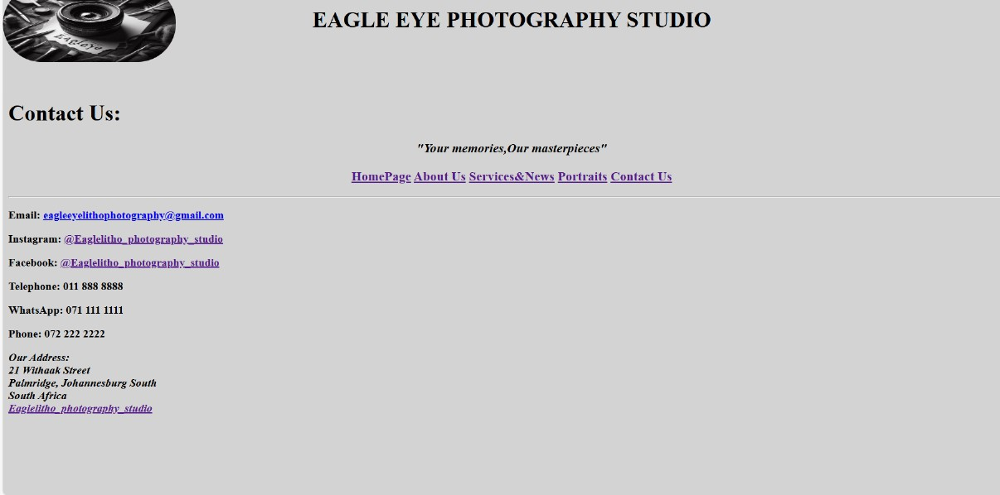 Eagleye
EAGLE EYE PHOTOGRAPHY STUDIO
Contact Us:
"Your memories,Our masterpieces"
HomePage About Us Services&News Portraits Contact Us
Email: eagleeyelithophotography@gmail.com
Instagram: @Eaglelitho_photography_studio
Facebook: @Eaglelitho_photography_studio
Telephone: 011 888 8888
WhatsApp: 071 111 1111
Phone: 072 222 2222
Our Address:
21 Withaak Street
Palmridge, Johannesburg South
South Africa
Eaglelitho_photography_studio